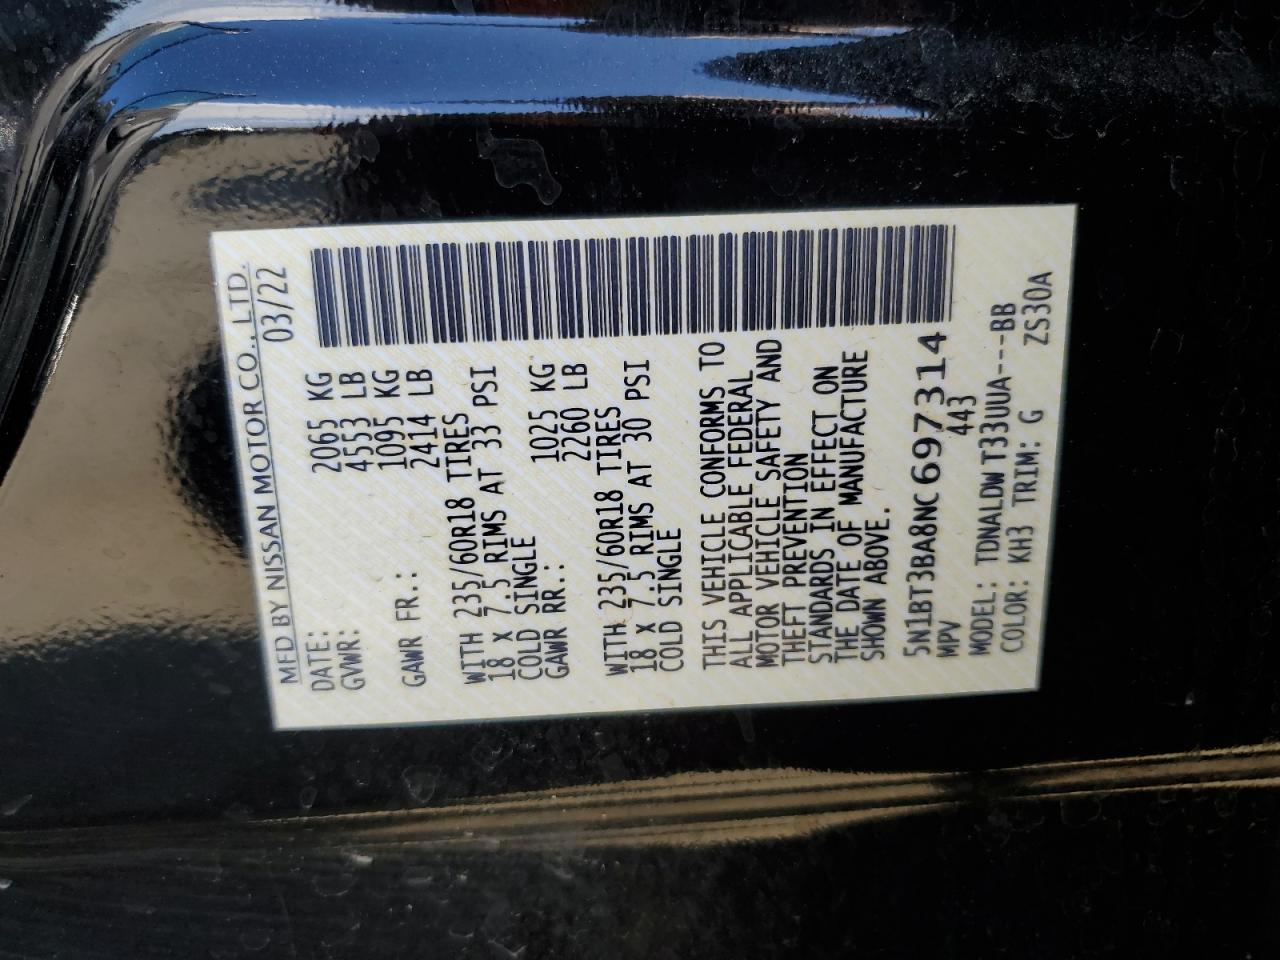 MFD BY NISSAN MOTOR CO., LTD.
DATE: 03/22
GVWR: 2065 KG
4553 LB
GAWR FR.: 1095 KG
2414 LB
WITH 235/60R18 TIRES
18 X 7.5 RIMS AT 33 PSI
COLD SINGLE
GAWR RR.: 1025 KG
2260 LB
WITH 235/60R18 TIRES
18 X 7.5 RIMS AT 30 PSI
COLD SINGLE
THIS VEHICLE CONFORMS TO
ALL APPLICABLE FEDERAL
MOTOR VEHICLE SAFETY AND
THEFT PREVENTION
STANDARDS IN EFFECT ON
THE DATE OF MANUFACTURE
SHOWN ABOVE.
5N1BT3BA8NC697314
MPV 443
MODEL: TDNALDW T33UUA---BB
COLOR: KH3 TRIM: G ZS30A